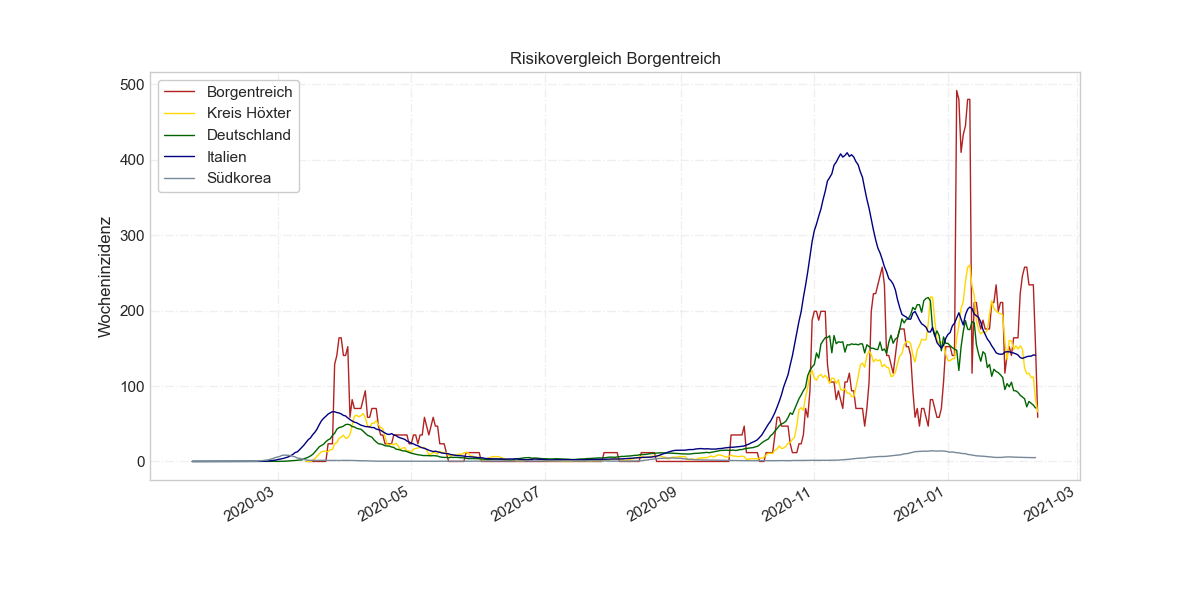 Risikovergleich Borgentreich
Borgentreich
Kreis Höxter
Deutschland
Italien
Südkorea
Wocheninzidenz
500
400
300
200
100
0
2020-03
2020-05
2020-07
2020-09
2020-11
2021-01
2021-03